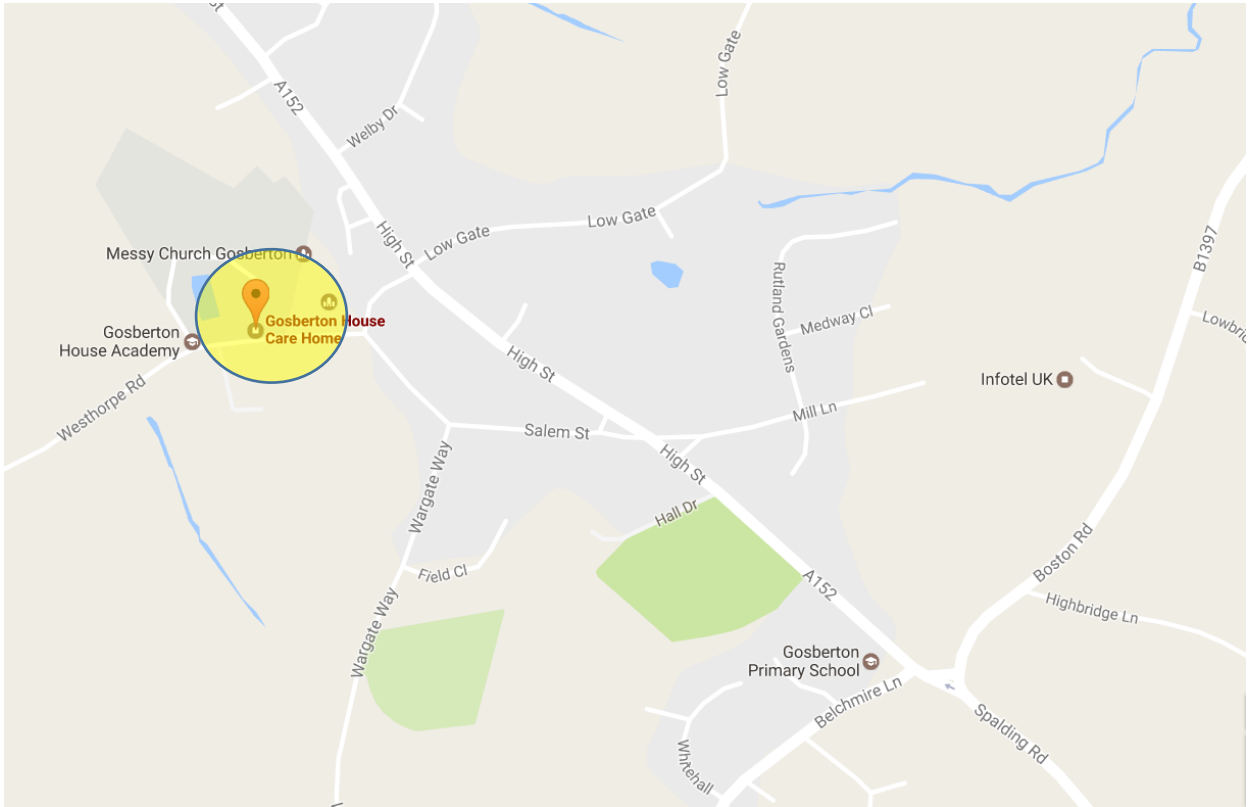 St
A152
Welby Dr
Low Gate
Low Gate
Low Gate
High St
Messy Church Gosberton
Gosberton House
Care Home
Gosberton
House Academy
Westhorpe Rd
High St
Rutland Gardens
Medway Cl
B1397
Lowbrid
Infotel UK
Mill Ln
Salem St
High St
Wargate Way
Hall Dr
Field Cl
A152
Boston Rd
Highbridge Ln
Wargate Way
Gosberton
Primary School
Belchmire Ln
Spalding Rd
Whitehall